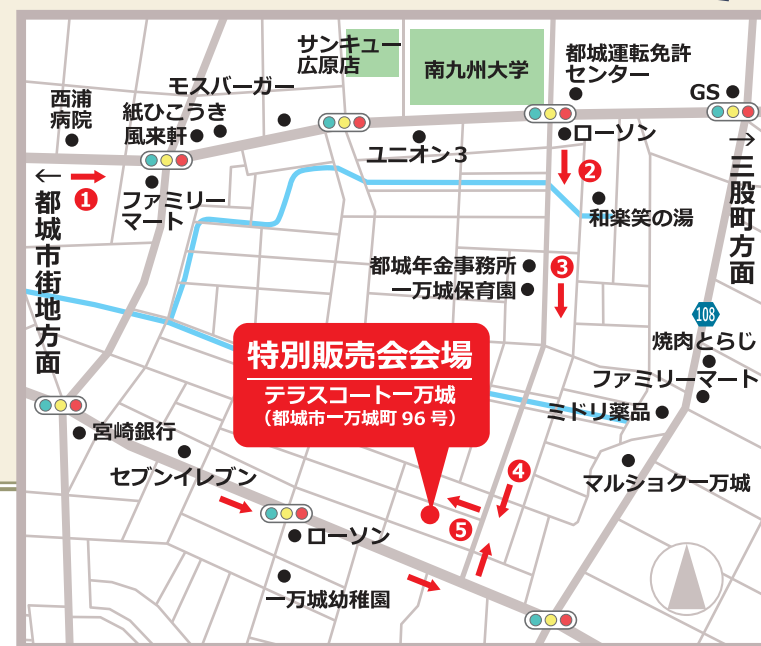 サンキュー
広原店
南九州大学
都城運転免許
センター
モスバーガー
GS
西浦
病院
紙ひこうき
風来軒
ユニオン3
ローソン
→
三股町方面
←
都城市街地方面
❶
❷
ファミリー
マート
和楽笑の湯
都城年金事務所
一万城保育園
❸
108
焼肉とらじ
特別販売会会場
テラスコート一万城
(都城市一万城町 96 号)
ファミリーマート
ミドリ薬品
宮崎銀行
セブンイレブン
マルショク一万城
❹
❺
ローソン
一万城幼稚園